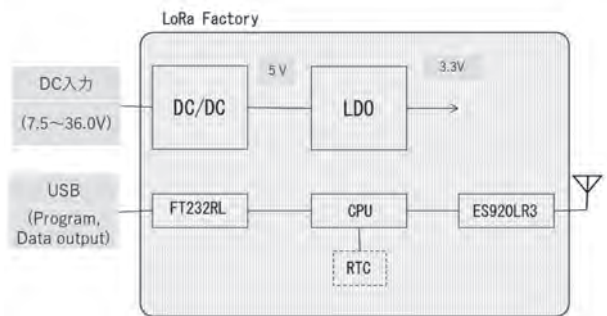 LoRa Factory
DC入力
(7.5～36.0V)
DC/DC
5 V
LDO
3.3V
USB
(Program,
Data output)
FT232RL
CPU
ES920LR3
RTC